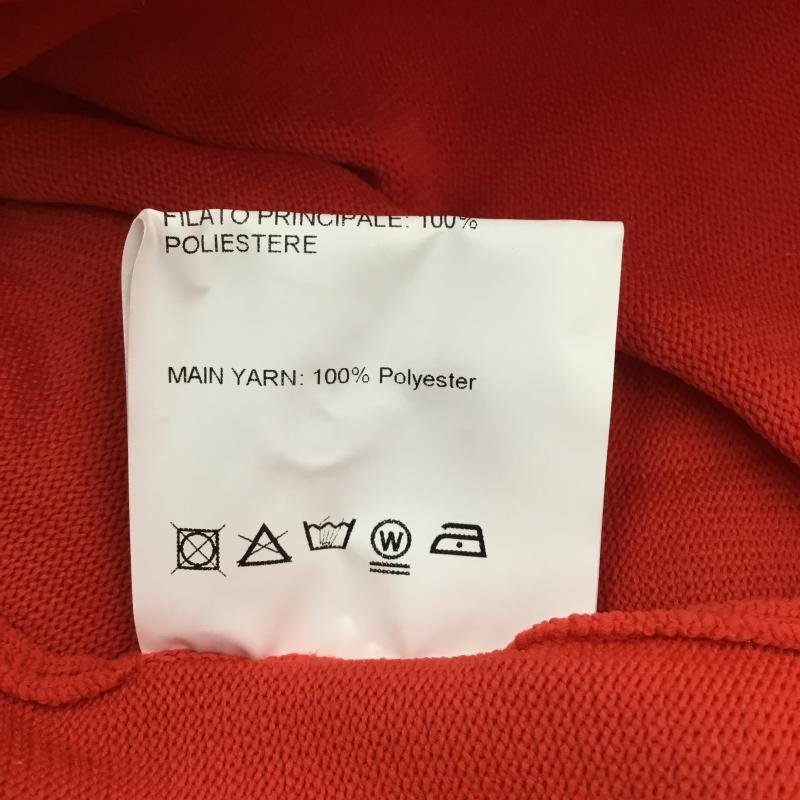 FILATO PRINCIPALE: 100%
POLIESTERE
MAIN YARN: 100% Polyester
W